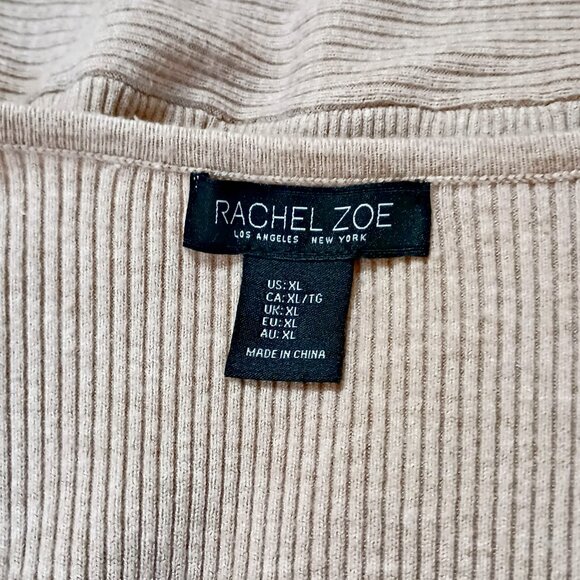 RACHEL ZOE
LOS ANGELES NEW YORK
US: XL
CA: XL/TG
UK: XL
EU: XL
AU: XL
MADE IN CHINA